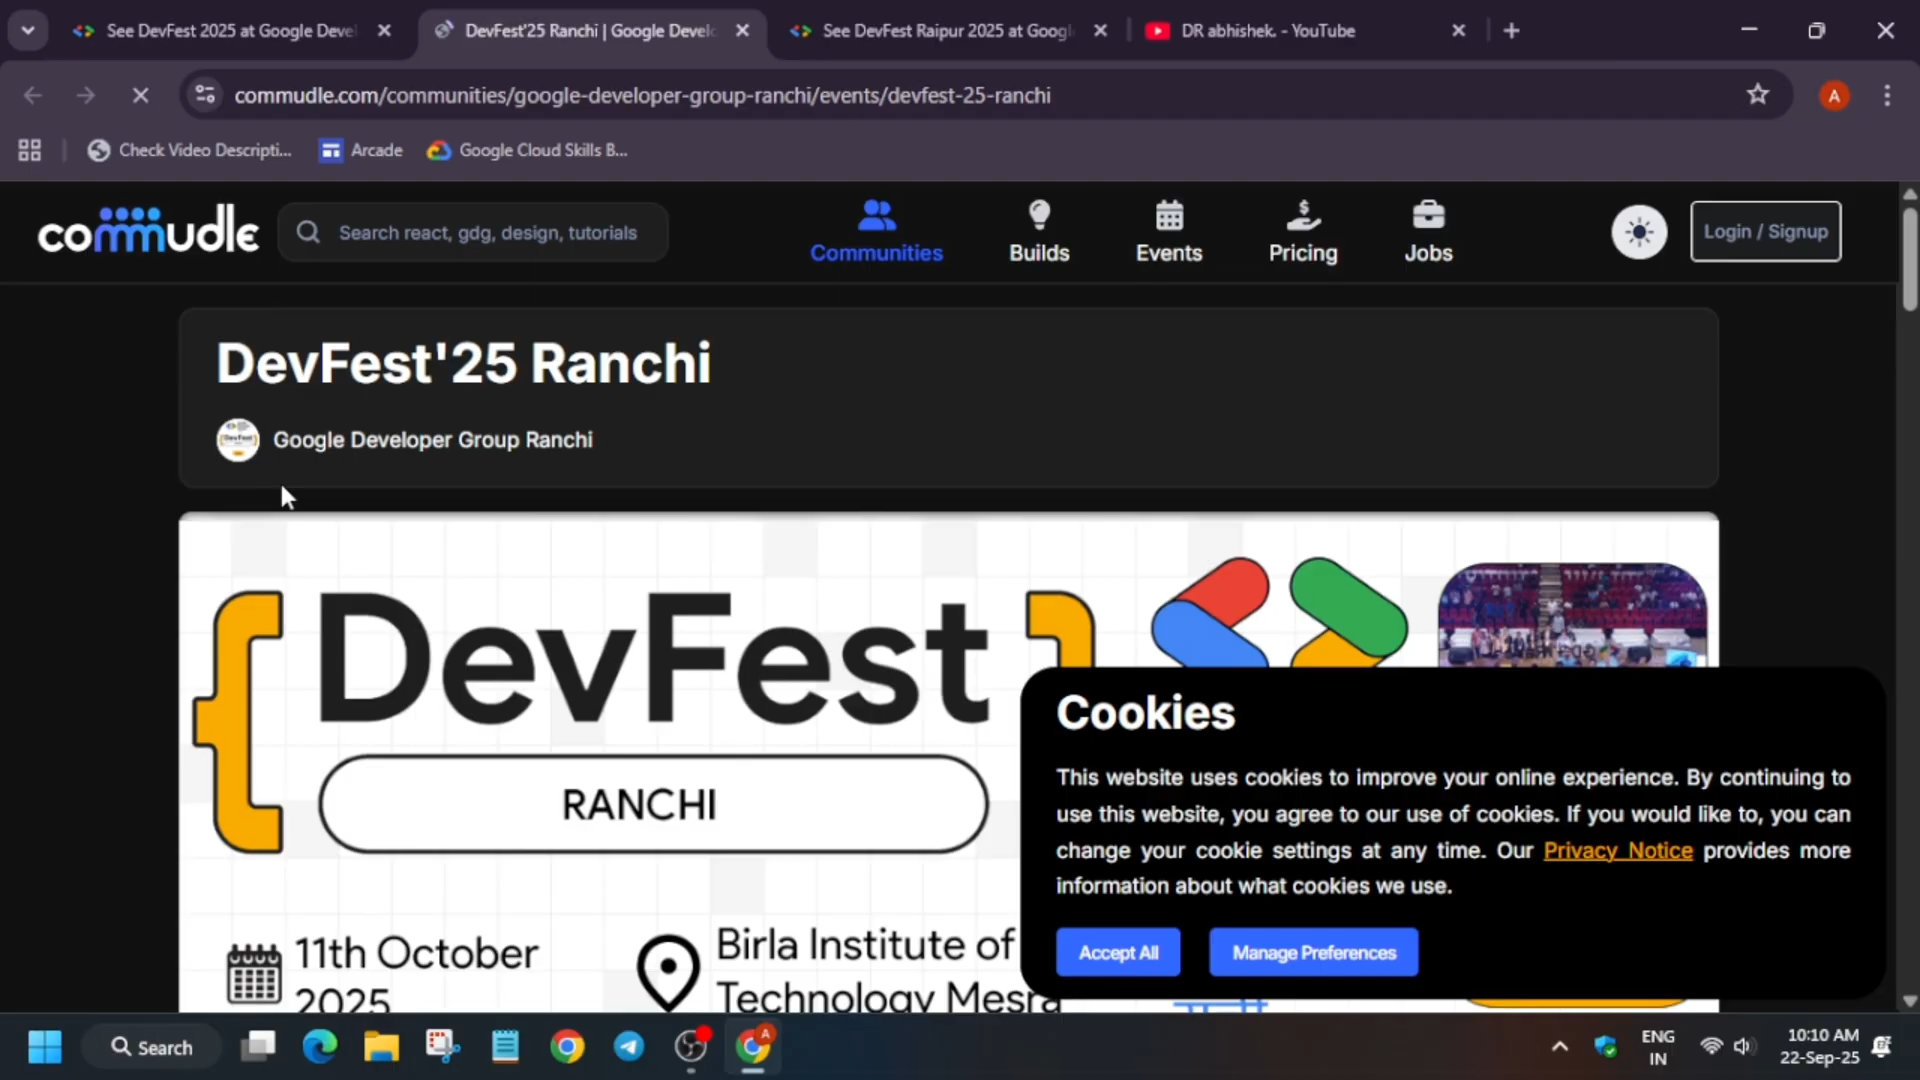 See DevFest 2025 at Google Deve
DevFest'25 Ranchi | Google Develo
See DevFest Raipur 2025 at Googl
DR abhishek. - YouTube
commudle.com/communities/google-developer-group-ranchi/events/devfest-25-ranchi
A
Check Video Descripti...
Arcade
Google Cloud Skills B...
commudle
Search react, gdg, design, tutorials
Communities
Builds
Events
Pricing
Jobs
Login / Signup
DevFest'25 Ranchi
Google Developer Group Ranchi
DevFest
RANCHI
11th October
2025
Birla Institute of
Technology Mesra
Cookies
This website uses cookies to improve your online experience. By continuing to
use this website, you agree to our use of cookies. If you would like to, you can
change your cookie settings at any time. Our Privacy Notice provides more
information about what cookies we use.
Accept All
Manage Preferences
Search
A
ENG
IN
10:10 AM
22-Sep-25